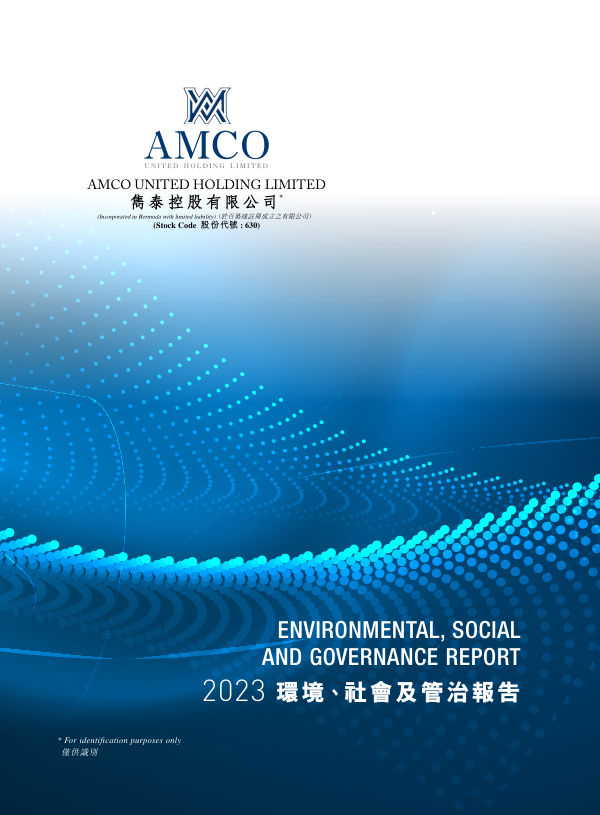 AMCO
UNITED HOLDING LIMITED
AMCO UNITED HOLDING LIMITED
雋泰控股有限公司*
(Incorporated in Bermuda with limited liability) (於百慕達註冊成立之有限公司)
(Stock Code 股份代號 : 630)
ENVIRONMENTAL, SOCIAL
AND GOVERNANCE REPORT
2023 環境、社會及管治報告
* For identification purposes only
僅供識別